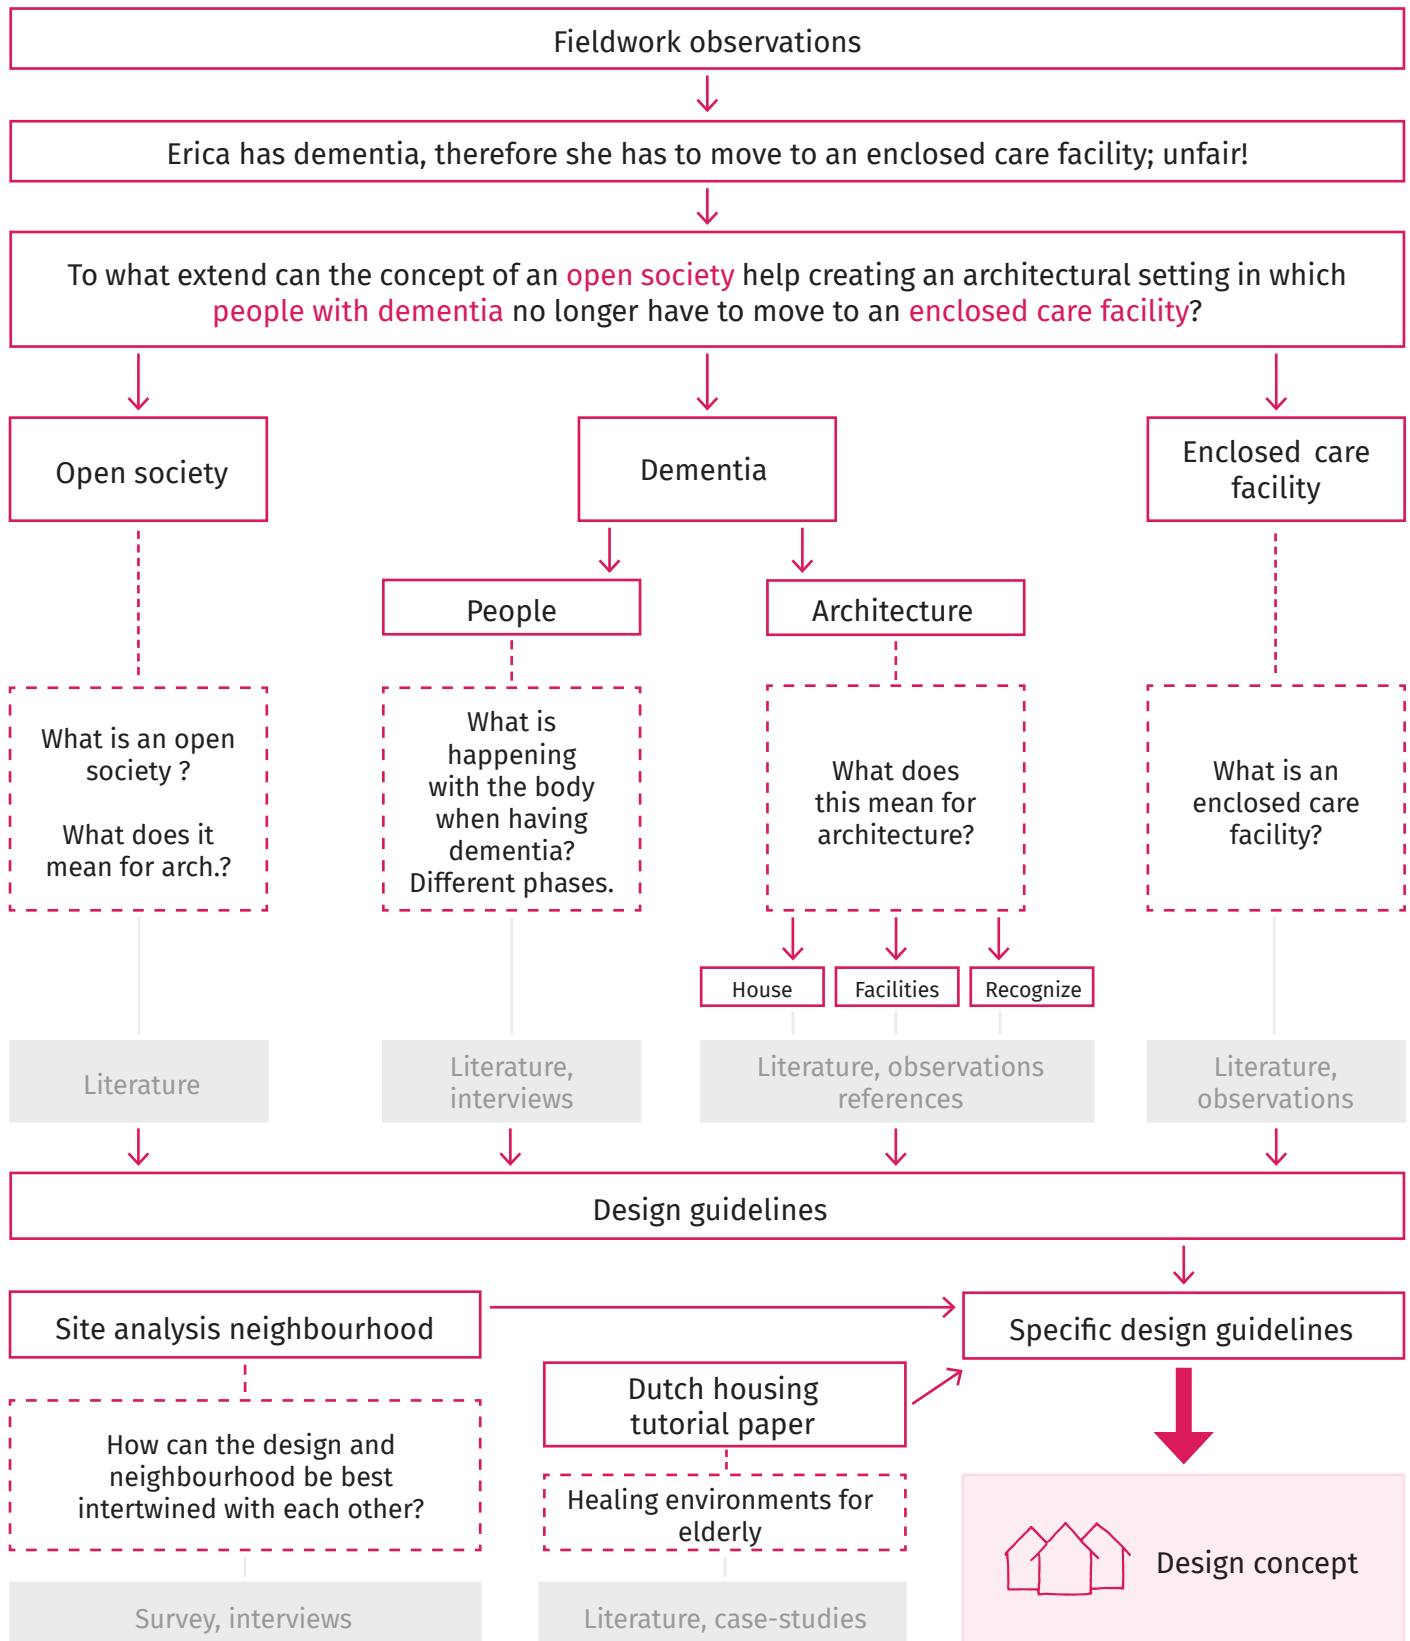 Fieldwork observations
Erica has dementia, therefore she has to move to an enclosed care facility; unfair!
To what extend can the concept of an open society help creating an architectural setting in which
people with dementia no longer have to move to an enclosed care facility?
Open society
Dementia
Enclosed care
facility
People
Architecture
What is an open
society ?
What does it
mean for arch.?
What is
happening
with the body
when having
dementia?
Different phases.
What does
this mean for
architecture?
What is an
enclosed care
facility?
House
Facilities
Recognize
Literature
Literature,
interviews
Literature, observations
references
Literature,
observations
Design guidelines
Site analysis neighbourhood
Specific design guidelines
Dutch housing
tutorial paper
How can the design and
neighbourhood be best
intertwined with each other?
Healing environments for
elderly
Design concept
Survey, interviews
Literature, case-studies